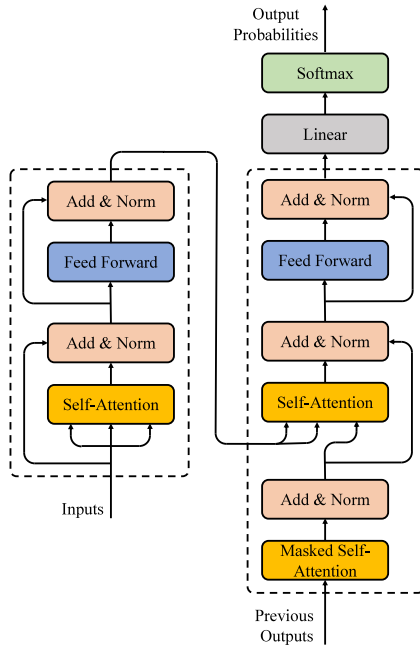 Output
Probabilities
Softmax
Linear
Add & Norm
Feed Forward
Add & Norm
Self-Attention
Inputs
Add & Norm
Feed Forward
Add & Norm
Self-Attention
Add & Norm
Masked Self-
Attention
Previous
Outputs